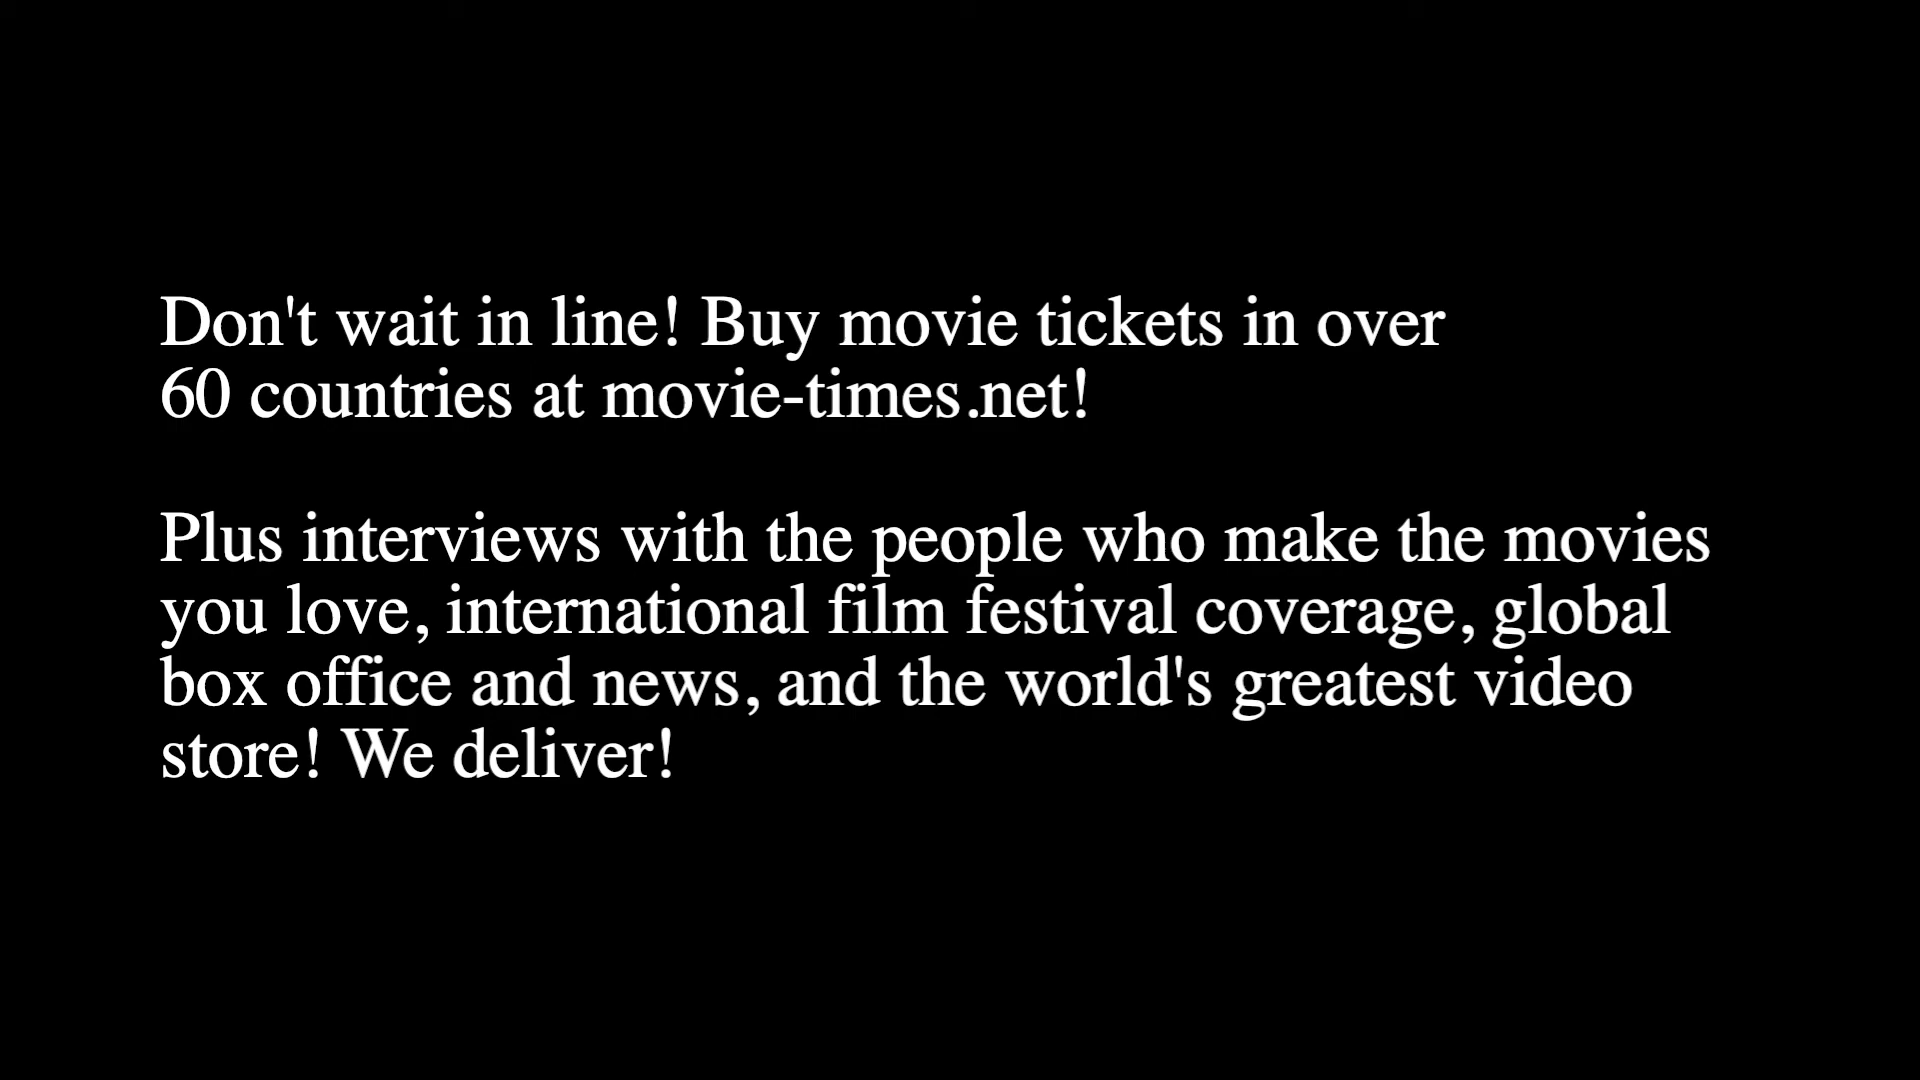 Don't wait in line! Buy movie tickets in over
60 countries at movie-times.net!
Plus interviews with the people who make the movies
you love, international film festival coverage, global
box office and news, and the world's greatest video
store! We deliver!